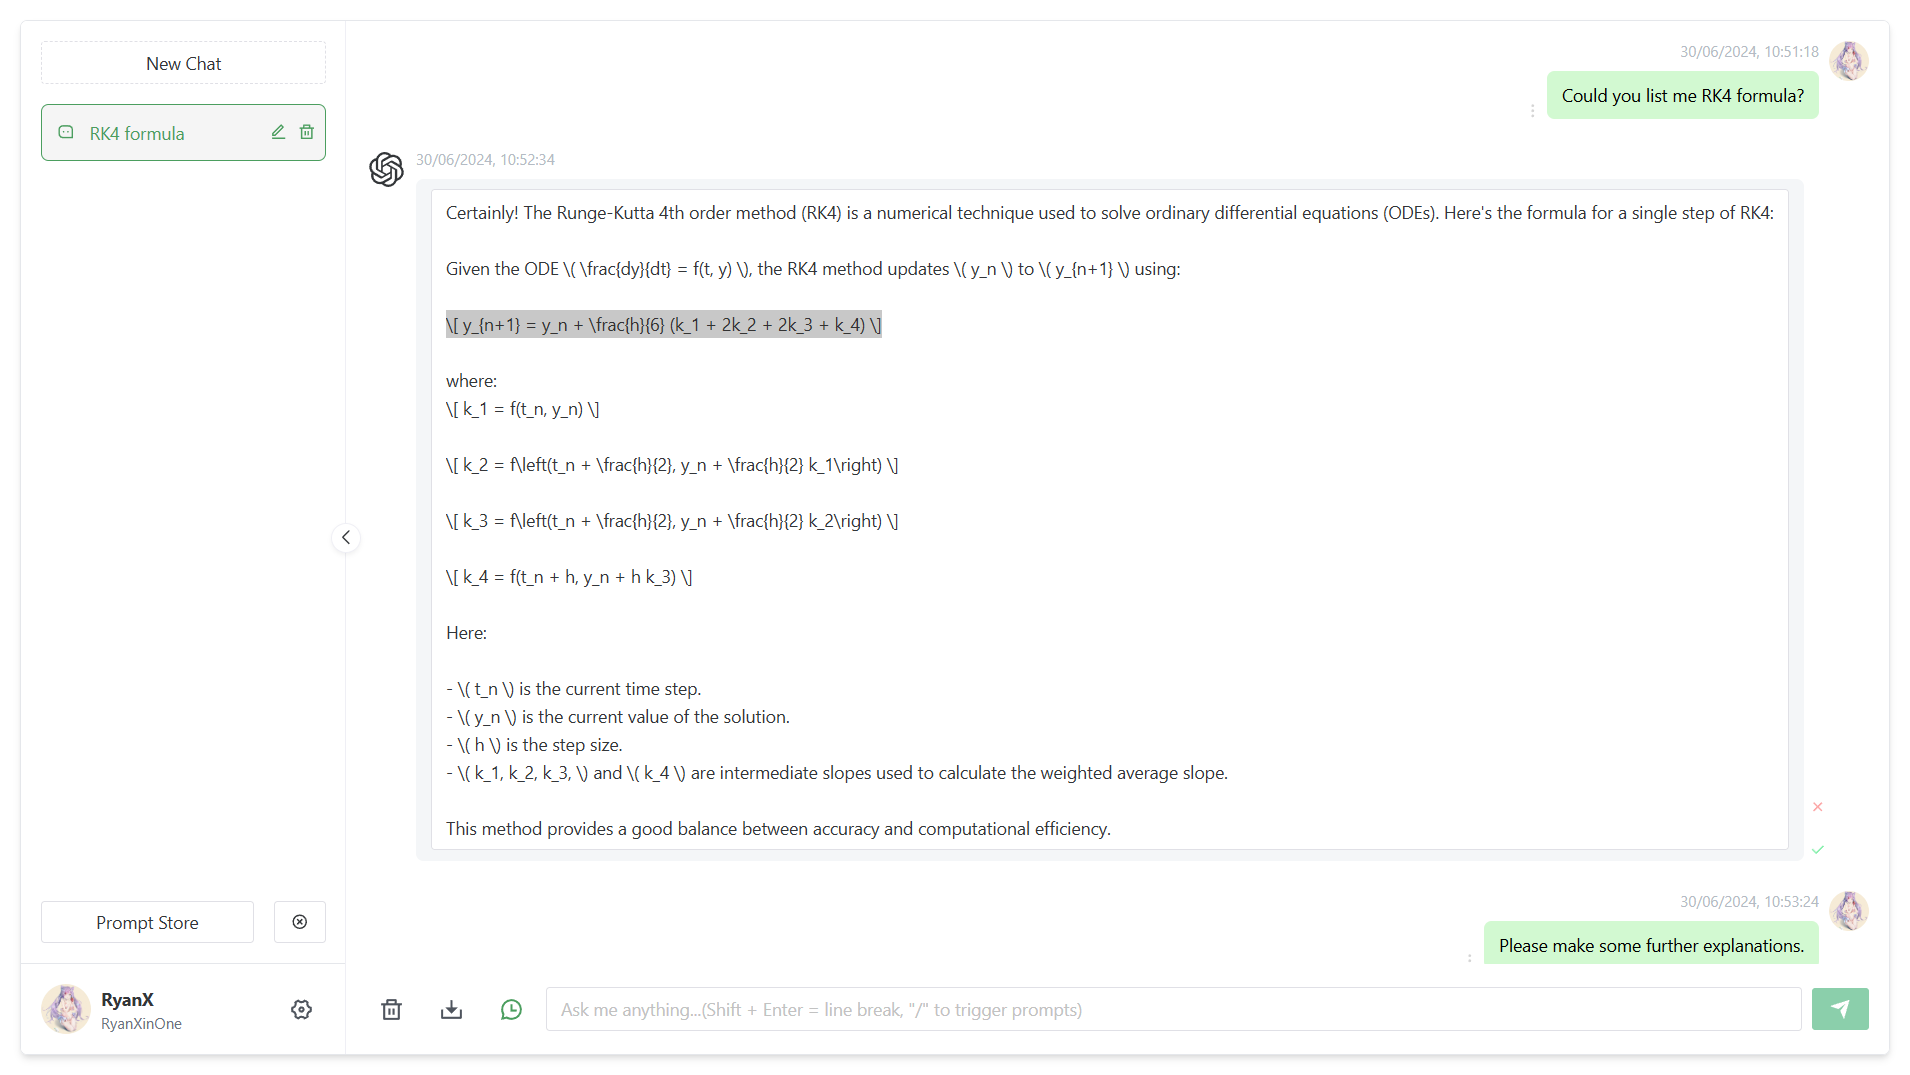 New Chat
RK4 formula
Prompt Store
RyanX
RyanXinOne
30/06/2024, 10:51:18
Could you list me RK4 formula?
30/06/2024, 10:52:34
Certainly! The Runge-Kutta 4th order method (RK4) is a numerical technique used to solve ordinary differential equations (ODEs). Here's the formula for a single step of RK4:
Given the ODE \( \frac{dy}{dt} = f(t, y) \), the RK4 method updates \( y_n \) to \( y_{n+1} \) using:
\[ y_{n+1} = y_n + \frac{h}{6} (k_1 + 2k_2 + 2k_3 + k_4) \]
where:
\[ k_1 = f(t_n, y_n) \]
\[ k_2 = f\left(t_n + \frac{h}{2}, y_n + \frac{h}{2} k_1\right) \]
\[ k_3 = f\left(t_n + \frac{h}{2}, y_n + \frac{h}{2} k_2\right) \]
\[ k_4 = f(t_n + h, y_n + h k_3) \]
Here:
- \( t_n \) is the current time step.
- \( y_n \) is the current value of the solution.
- \( h \) is the step size.
- \( k_1, k_2, k_3, \) and \( k_4 \) are intermediate slopes used to calculate the weighted average slope.
This method provides a good balance between accuracy and computational efficiency.
30/06/2024, 10:53:24
Please make some further explanations.
Ask me anything...(Shift + Enter = line break, "/" to trigger prompts)